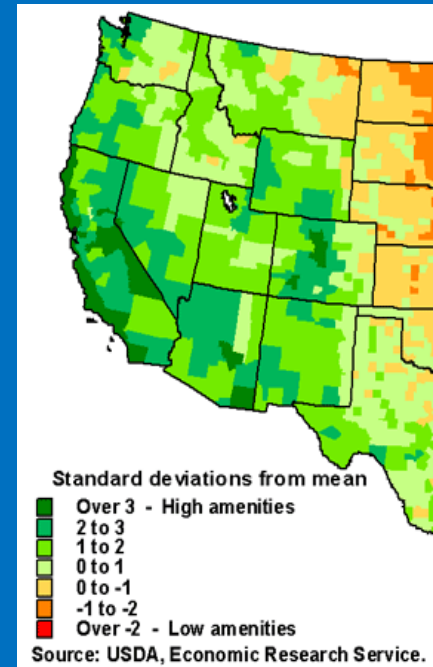 Standard deviations from mean
Over 3 - High amenities
2 to 3
1 to 2
0 to 1
0 to -1
-1 to -2
Over -2 - Low amenities
Source: USDA, Economic Research Service.